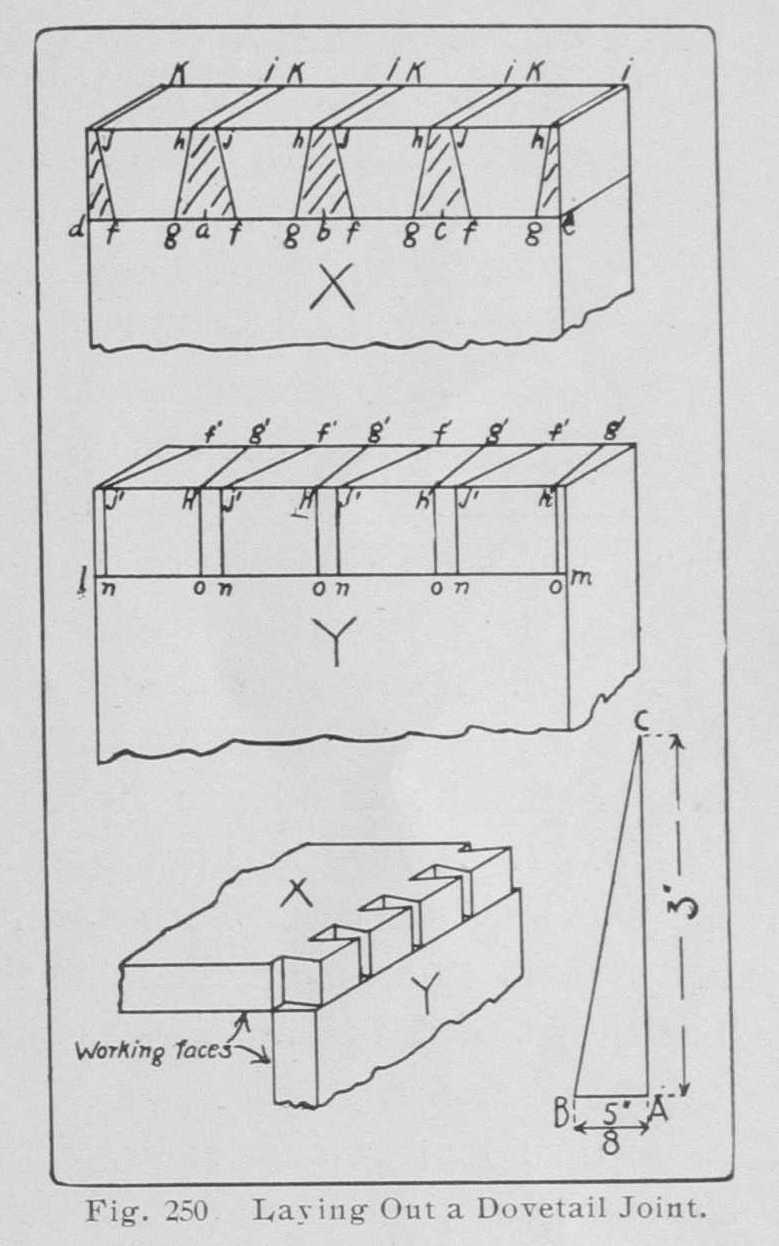 K i K i K i K i
J h j h J h J h
d f g a f g b f g c f g e
X
f' g' f' g' f' g' f' g'
J' H' J' H' J' h' J' h'
l n o n o n o n o m
Y
C
X
3"
Y
Working faces
B 5" A
8
Fig. 250 Laying Out a Dovetail Joint.